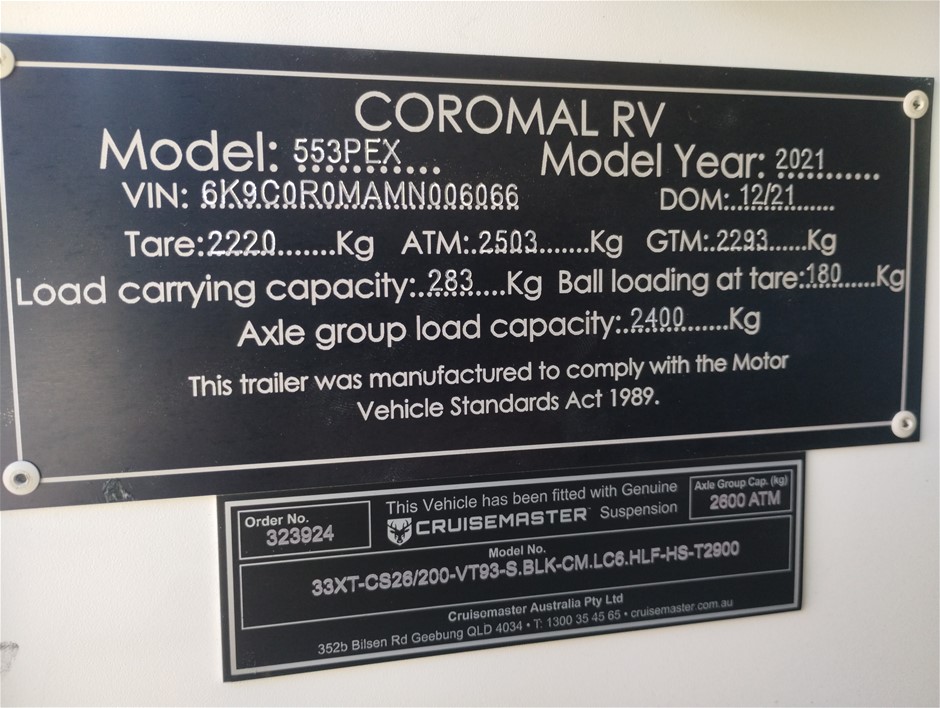 COROMAL RV
Model: 553PEX........ Model Year: 2021......
VIN: 6K9C0R0MAMN006066 DOM:..12/21......
Tare:2220.......Kg ATM:.2503.......Kg GTM:.2293......Kg
Load carrying capacity:..283....Kg Ball loading at tare:180.....Kg
Axle group load capacity:.2400.......Kg
This trailer was manufactured to comply with the Motor
Vehicle Standards Act 1989.
Order No.
323924
This Vehicle has been fitted with Genuine
CRUISEMASTER Suspension
Axle Group Cap. (kg)
2600 ATM
Model No.
33XT-CS26/200-VT93-S.BLK-CM.LC6.HLF-HS-T2900
Cruisomaster Australia Pty Ltd
352b Bilsen Rd Geebung QLD 4034 • T: 1300 35 45 65 • cruisemaster.com.au